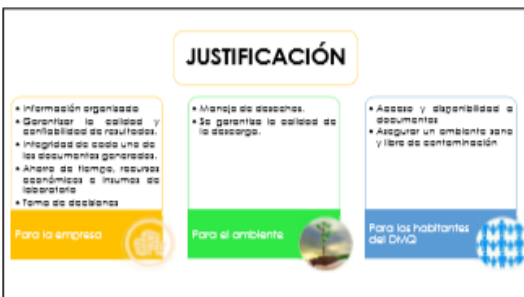 JUSTIFICACIÓN
• Información organizada
• Garantizar la calidad y
confiabilidad de resultados.
• Integridad de cada uno de
los documentos generados.
• Ahorro de tiempo, recursos
económicos e insumos de
laboratorio
• Toma de decisiones
Para la empresa
• Manejo de desechos.
• Se garantiza la calidad de
la descarga.
Para el ambiente
• Acceso y disponibilidad a
documentos
• Asegurar un ambiente sano
y libre de contaminación
Para los habitantes
del DMQ